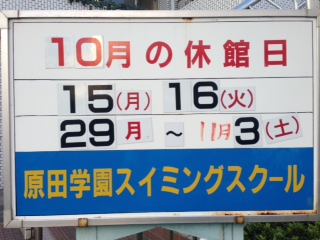 10月の休館日
15(月) 16(火)
29月 ~ 11月3(土)
原田学園スイミングスクール